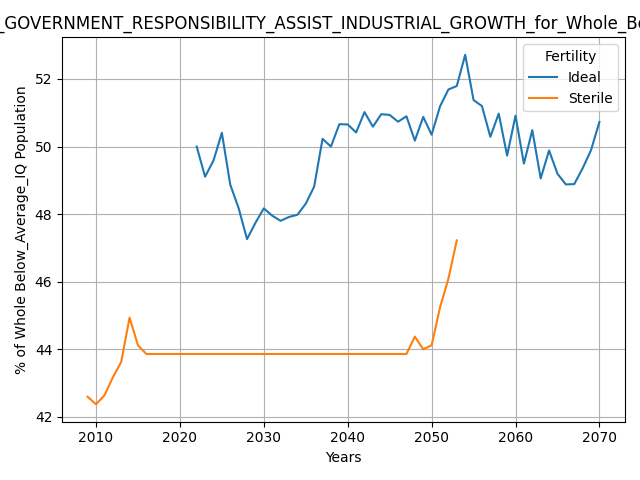 _GOVERNMENT_RESPONSIBILITY_ASSIST_INDUSTRIAL_GROWTH_for_Whole_Be
Fertility
Ideal
Sterile
% of Whole Below_Average_IQ Population
52
50
48
46
44
42
2010 2020 2030 2040 2050 2060 2070
Years